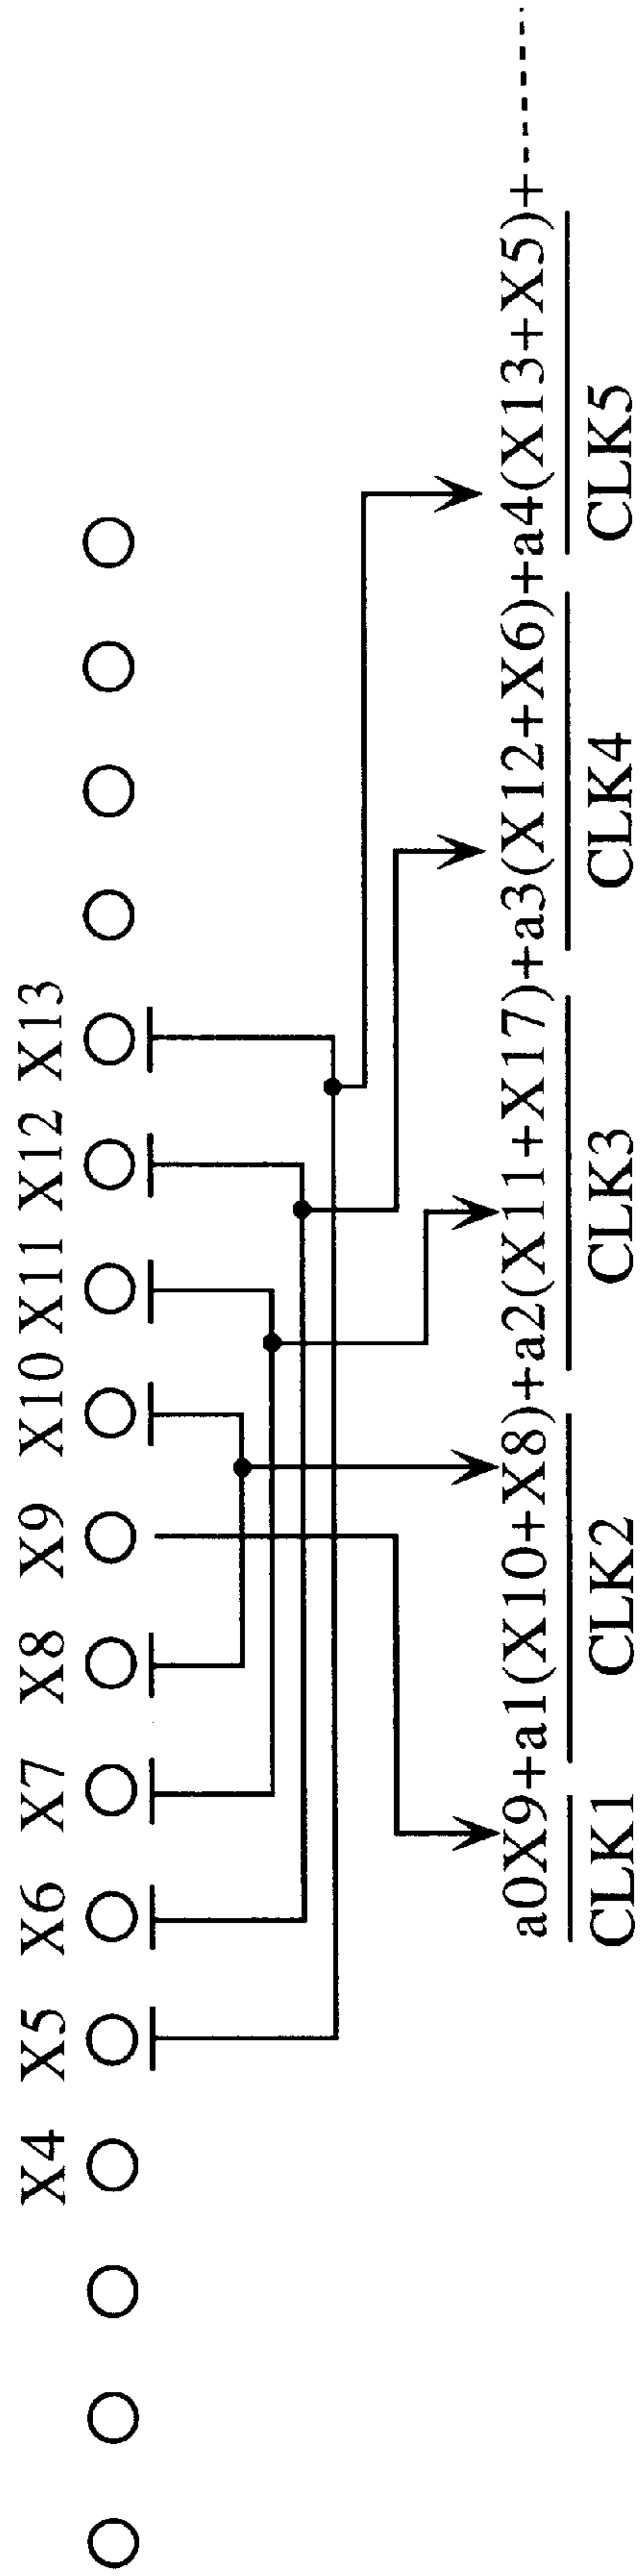 X4 X5 X6 X7 X8 X9 X10 X11 X12 X13
a0X9+a1(X10+X8)+a2(X11+X17)+a3(X12+X6)+a4(X13+X5)+------
CLK1 CLK2 CLK3 CLK4 CLK5